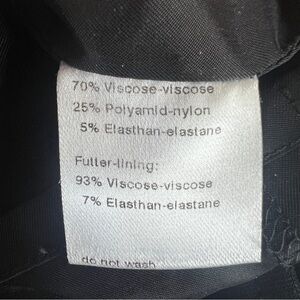 70% Viscose-viscose
25% Polyamid-nylon
5% Elasthan-elastane
Futter-lining:
93% Viscose-viscose
7% Elasthan-elastane
do not wash